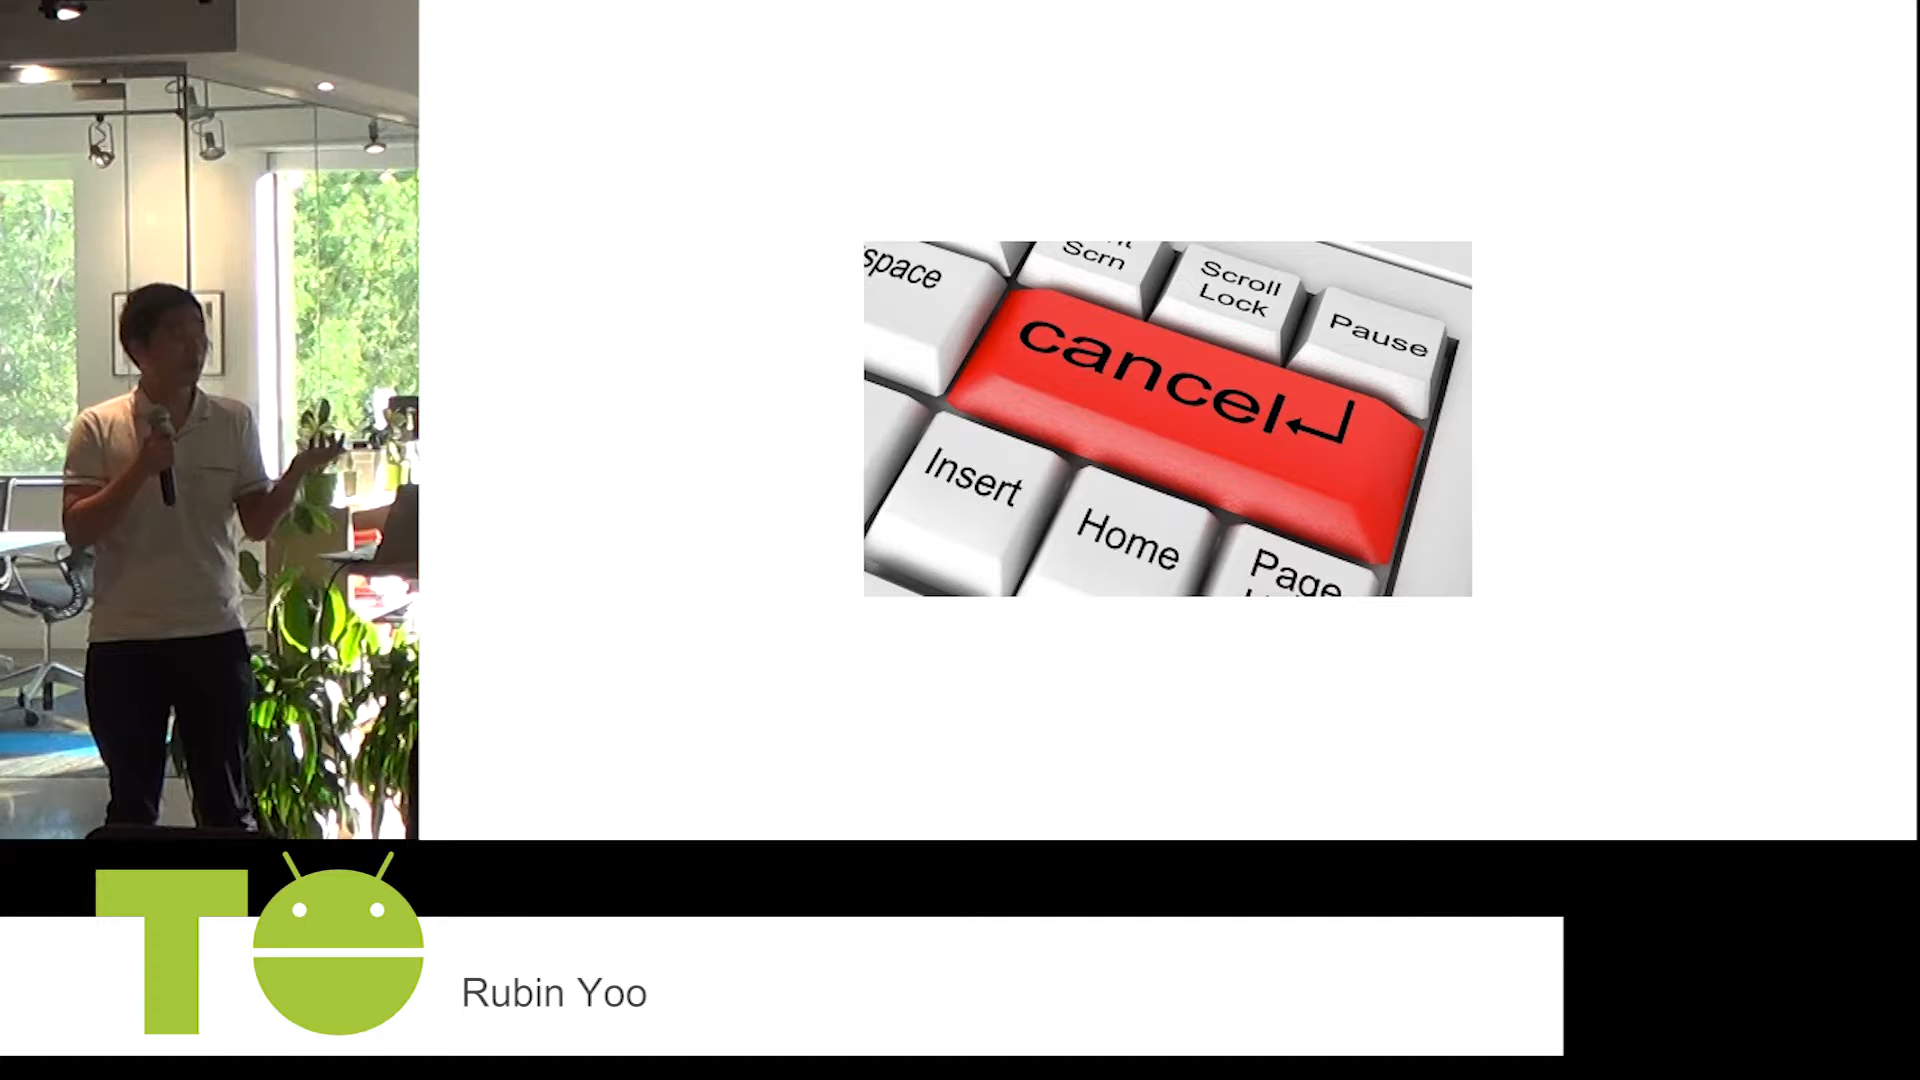 space
Scrn
Scroll
Lock
Pause
cancel
Insert
Home
Page
TO
Rubin Yoo